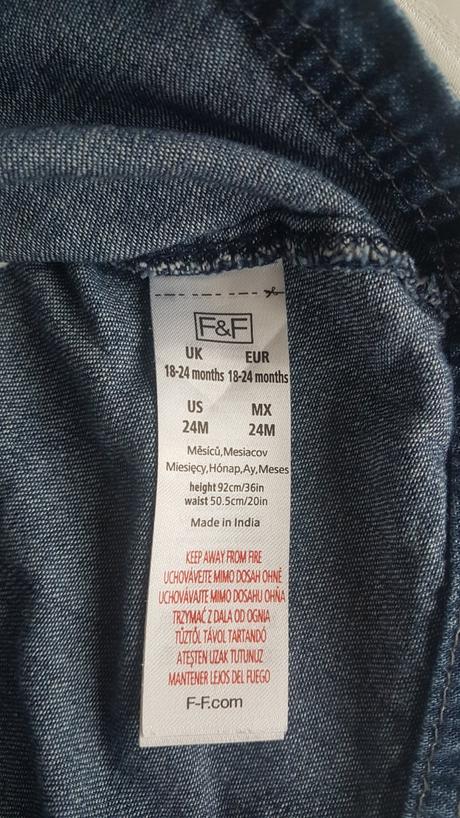 F&F
UK EUR
18-24 months 18-24 months
US MX
24M 24M
Měsíců,Mesiacov
Miesięcy,Hónap,Ay,Meses
height 92cm/36in
waist 50.5cm/20in
Made in India
KEEP AWAY FROM FIRE
UCHOVÁVEJTE MIMO DOSAH OHNĚ
UCHOVÁVAJTE MIMO DOSAHU OHŇA
TRZYMAĆ Z DALA OD OGNIA
TŰZTŐL TÁVOL TARTANDÓ
ATEŞTEN UZAK TUTUNUZ
MANTENER LEJOS DEL FUEGO
F-F.com